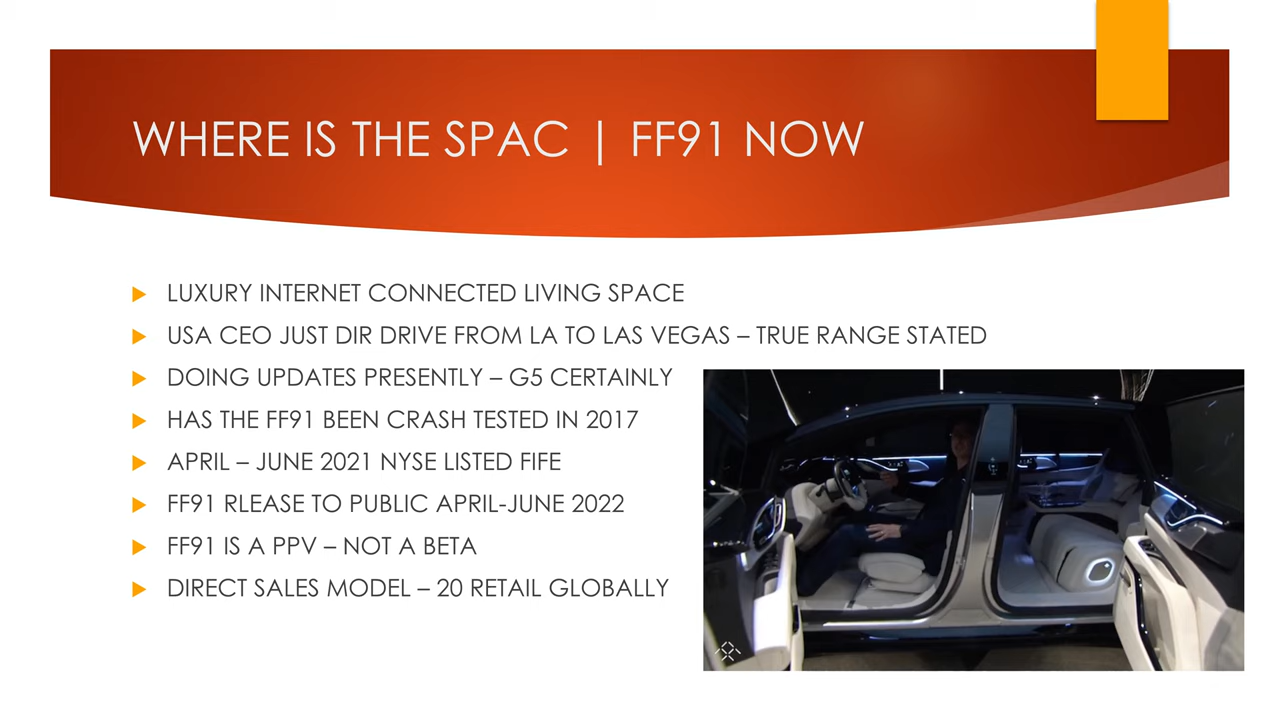 WHERE IS THE SPAC | FF91 NOW
LUXURY INTERNET CONNECTED LIVING SPACE
USA CEO JUST DIR DRIVE FROM LA TO LAS VEGAS – TRUE RANGE STATED
DOING UPDATES PRESENTLY – G5 CERTAINLY
HAS THE FF91 BEEN CRASH TESTED IN 2017
APRIL – JUNE 2021 NYSE LISTED FIFE
FF91 RLEASE TO PUBLIC APRIL-JUNE 2022
FF91 IS A PPV – NOT A BETA
DIRECT SALES MODEL – 20 RETAIL GLOBALLY